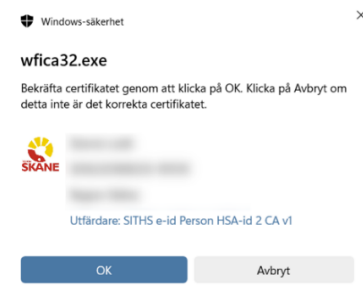 Windows-säkerhet
wfica32.exe
Bekräfta certifikatet genom att klicka på OK. Klicka på Avbryt om
detta inte är det korrekta certifikatet.
SKÅNE
Utfärdare: SITHS e-id Person HSA-id 2 CA v1
OK
Avbryt